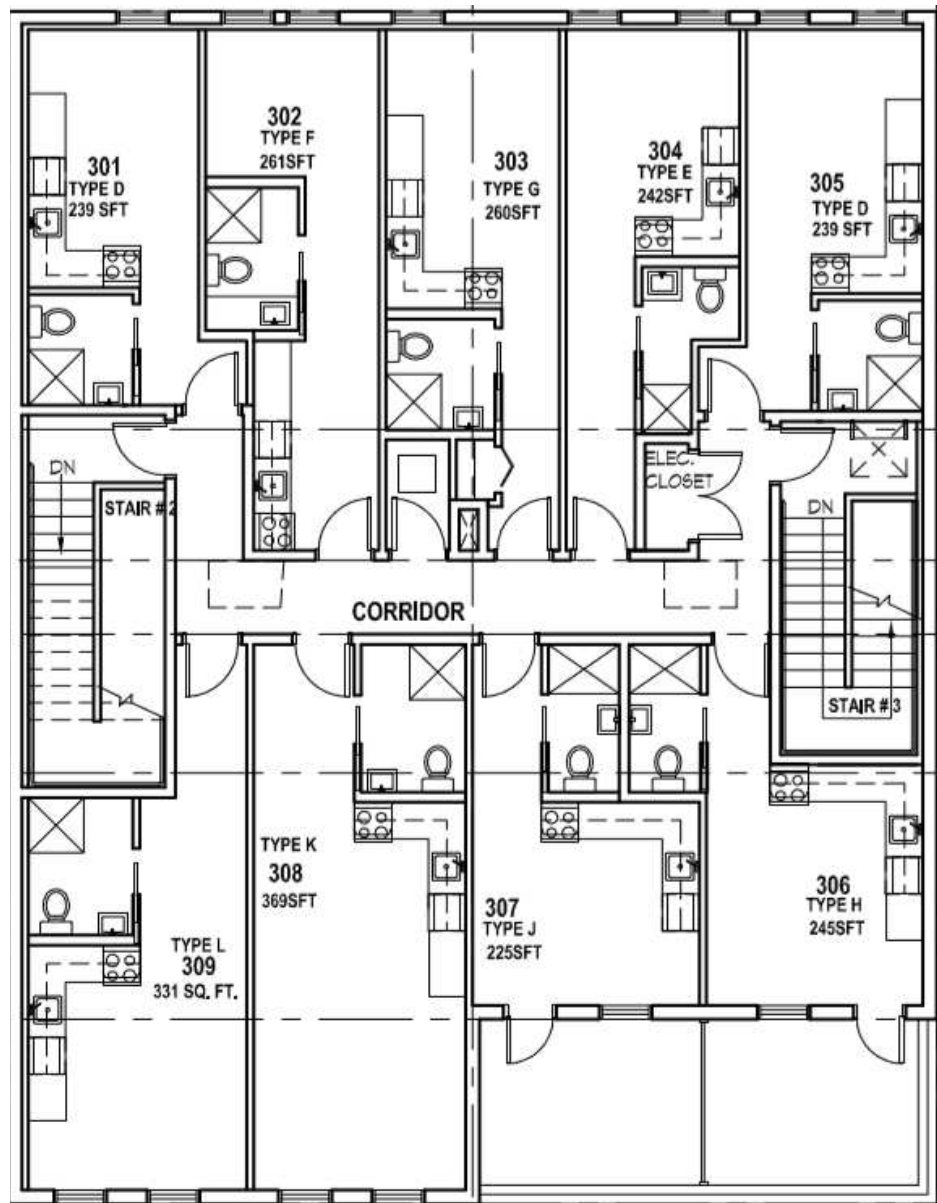 301
TYPE D
239 SFT
302
TYPE F
261SFT
303
TYPE G
260SFT
304
TYPE E
242SFT
305
TYPE D
239 SFT
DN
STAIR # 2
ELEC.
CLOSET
DN
STAIR # 3
CORRIDOR
TYPE L
309
331 SQ. FT.
TYPE K
308
369SFT
307
TYPE J
225SFT
306
TYPE H
245SFT